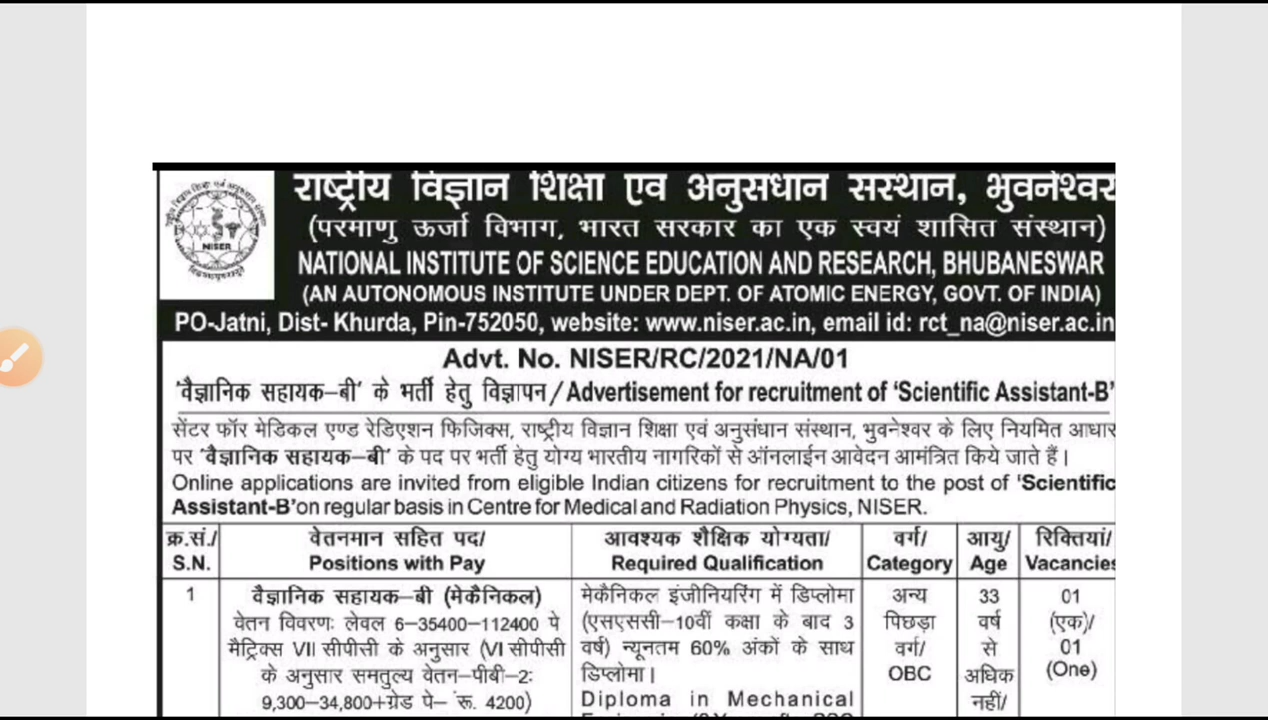 राष्ट्रीय विज्ञान शिक्षा एव अनुसधान सस्थान, भुवनेश्वर
(परमाणु ऊर्जा विभाग, भारत सरकार का एक स्वयं शासित संस्थान)
NATIONAL INSTITUTE OF SCIENCE EDUCATION AND RESEARCH, BHUBANESWAR
(AN AUTONOMOUS INSTITUTE UNDER DEPT. OF ATOMIC ENERGY, GOVT. OF INDIA)
NISER
PO-Jatni, Dist- Khurda, Pin-752050, website: www.niser.ac.in, email id: rct_na@niser.ac.in
Advt. No. NISER/RC/2021/NA/01
'वैज्ञानिक सहायक–बी' के भर्ती हेतु विज्ञापन / Advertisement for recruitment of 'Scientific Assistant-B'
सेंटर फॉर मेडिकल एण्ड रेडिएशन फिजिक्स, राष्ट्रीय विज्ञान शिक्षा एवं अनुसंधान संस्थान, भुवनेश्वर के लिए नियमित आधार
पर 'वैज्ञानिक सहायक–बी' के पद पर भर्ती हेतु योग्य भारतीय नागरिकों से ऑनलाईन आवेदन आमंत्रित किये जाते हैं।
Online applications are invited from eligible Indian citizens for recruitment to the post of 'Scientific
Assistant-B'on regular basis in Centre for Medical and Radiation Physics, NISER.
क्र.सं./
S.N.
वेतनमान सहित पद/
Positions with Pay
आवश्यक शैक्षिक योग्यता/
Required Qualification
वर्ग/
Category
आयु/
Age
रिक्तियां/
Vacancies
1
वैज्ञानिक सहायक–बी (मेकैनिकल)
वेतन विवरणः लेवल 6–35400–112400 पे
मैट्रिक्स VII सीपीसी के अनुसार (VI सीपीसी
के अनुसार समतुल्य वेतन–पीबी–2:
9,300–34,800+ग्रेड पे– रू. 4200)
मेकैनिकल इंजीनियरिंग में डिप्लोमा
(एसएससी–10वीं कक्षा के बाद 3
वर्ष) न्यूनतम 60% अंकों के साथ
डिप्लोमा।
Diploma in Mechanical
अन्य
पिछड़ा
वर्ग/
OBC
33
वर्ष
से
अधिक
नहीं/
01
(एक)/
01
(One)